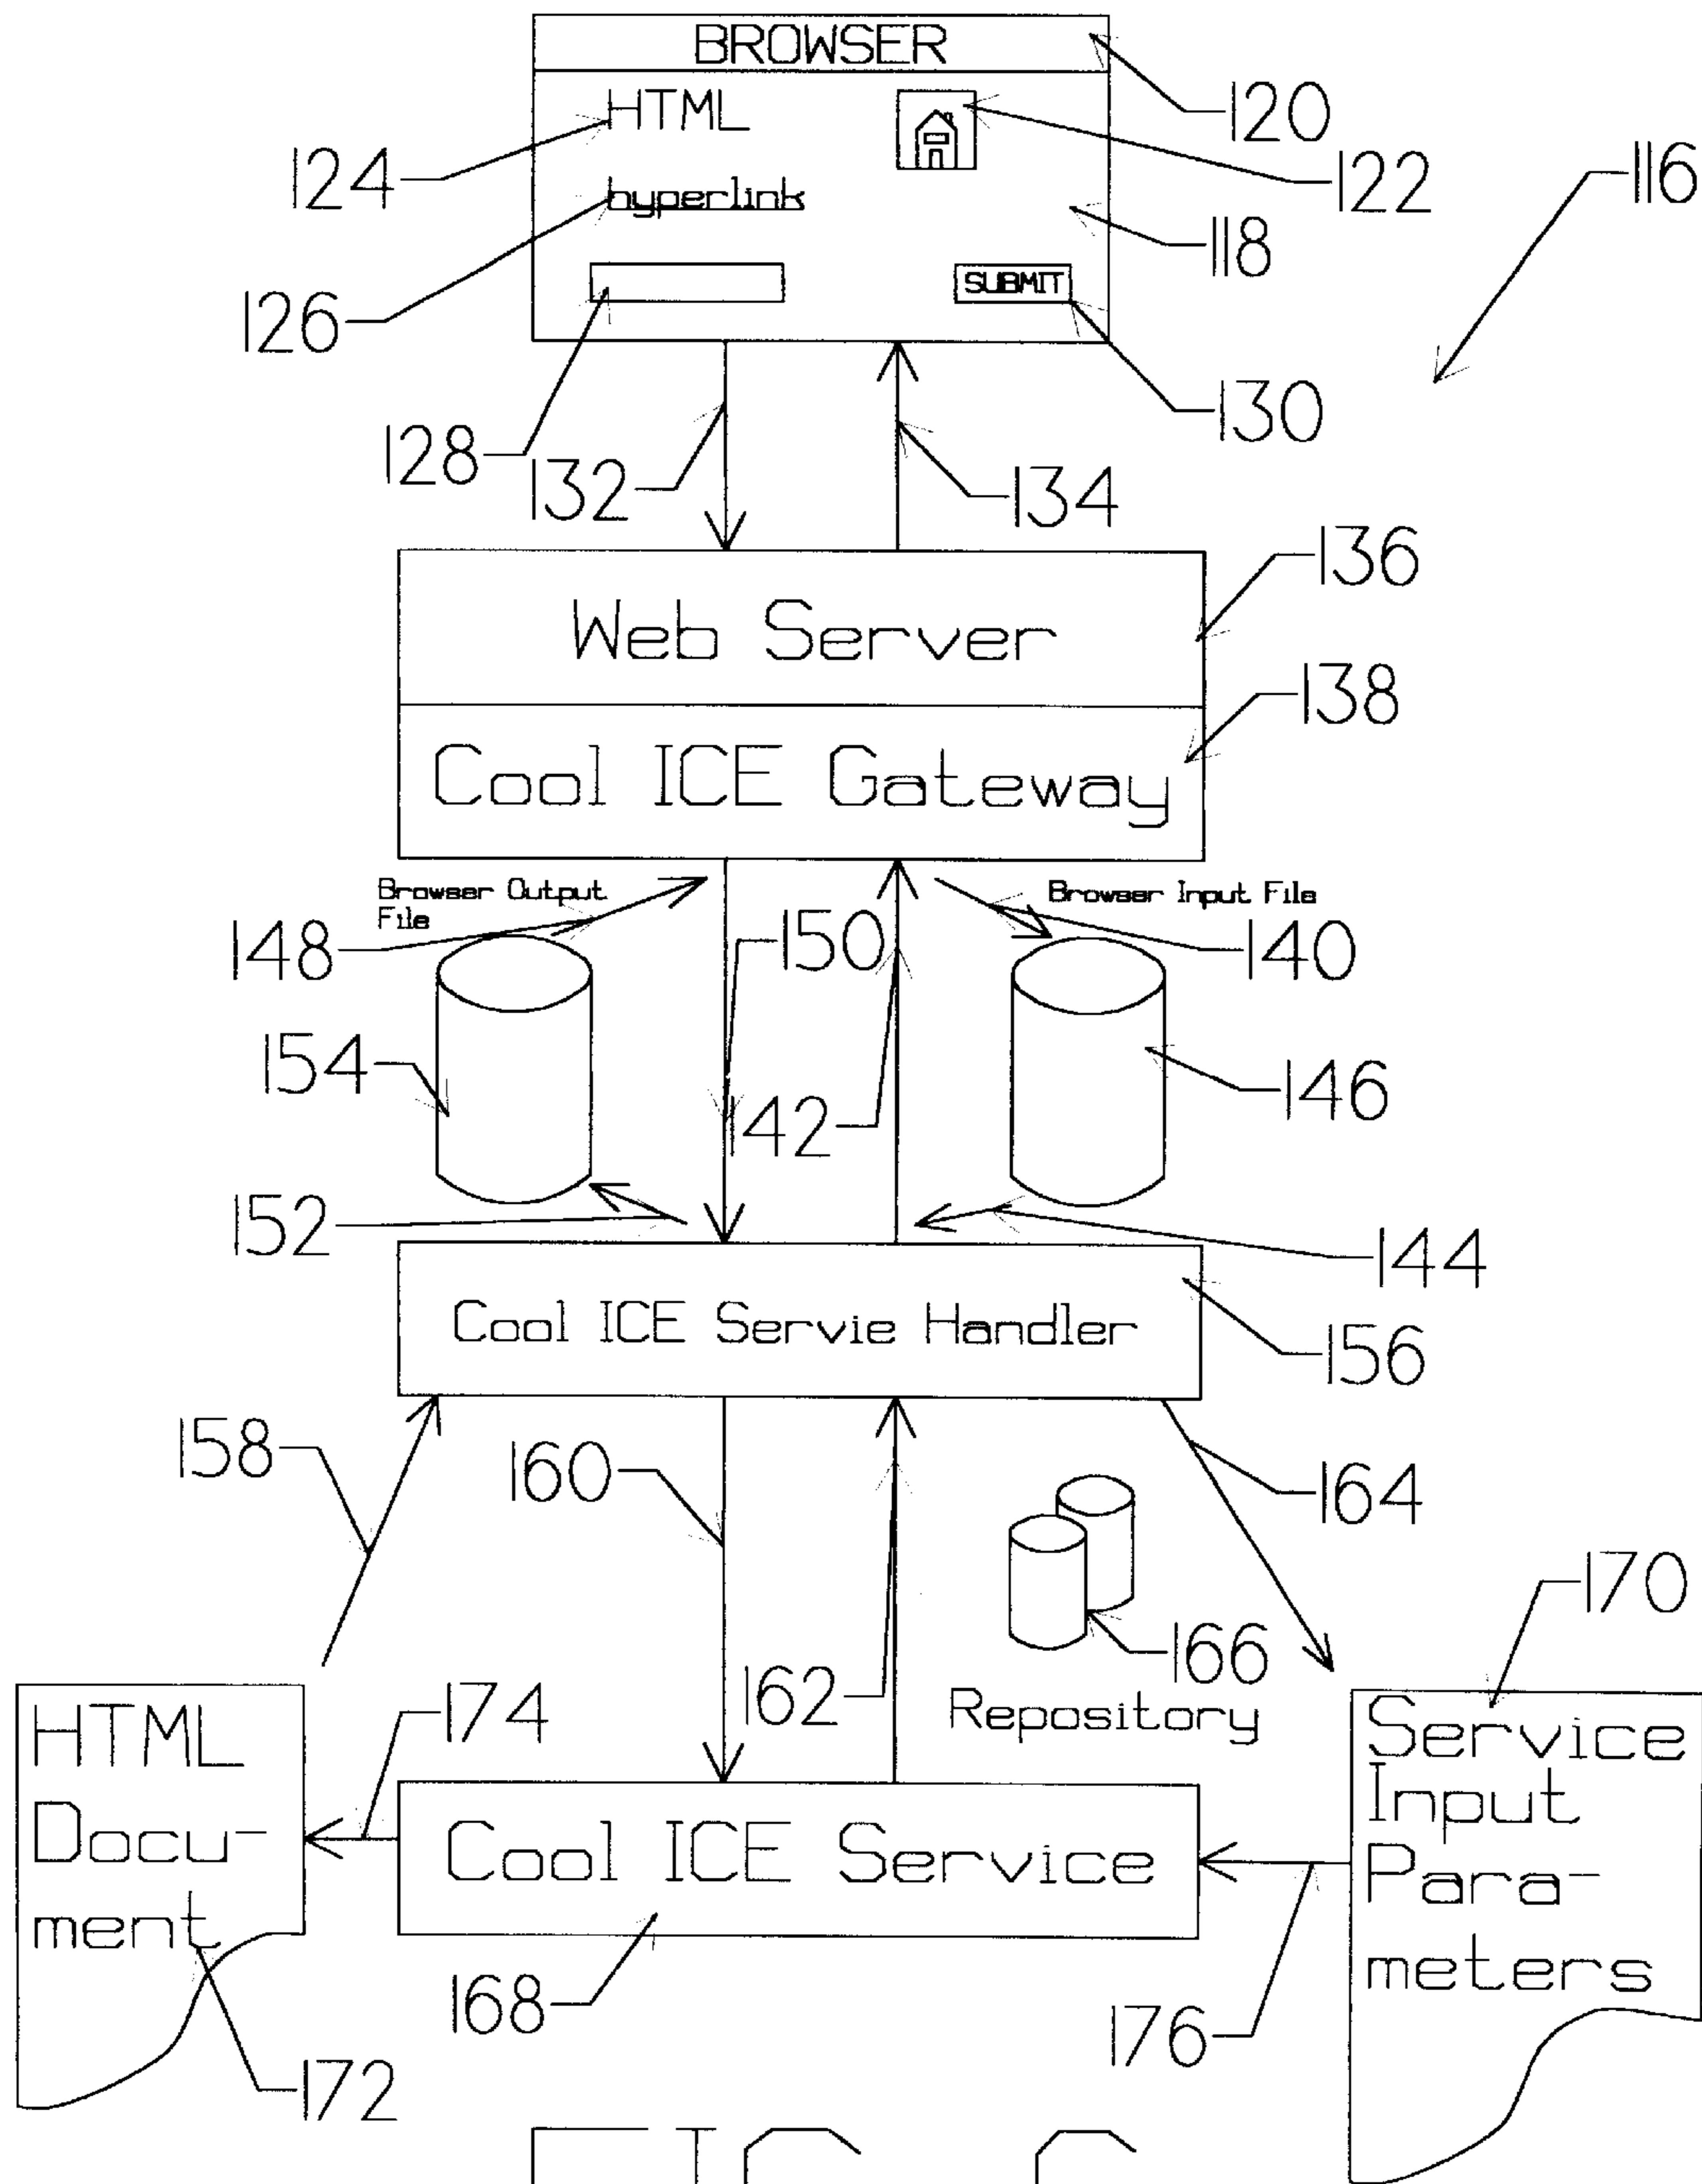 BROWSER
HTML
120
124
122
116
hyperlink
118
SUBMIT
126
130
128
132
134
136
Web Server
138
Cool ICE Gateway
Browser Output
File
Browser Input File
148
150
140
154
146
142
152
144
Cool ICE Servie Handler
156
158
160
164
170
166
162
Repository
174
HTML
Docu-
ment
Service
Input
Para-
meters
Cool ICE Service
168
176
172